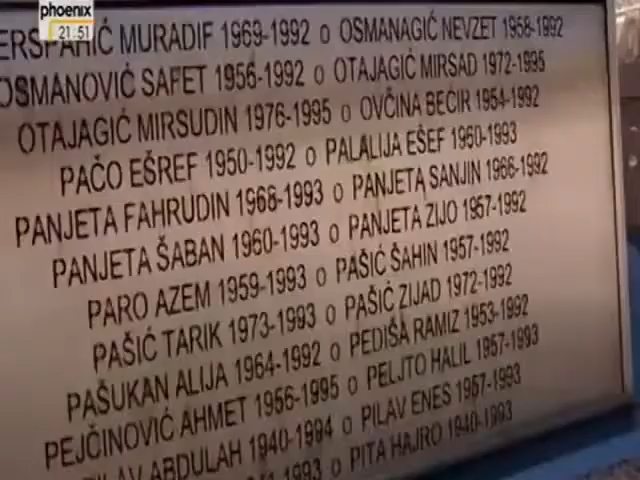 phoenix
21:51
ERSPAHIĆ MURADIF 1969-1992 o OSMANAGIĆ NEVZET 1958-1992
OSMANOVIĆ SAFET 1956-1992 o OTAJAGIĆ MIRSAD 1972-1995
OTAJAGIĆ MIRSUDIN 1976-1995 o OVČINA BEĆIR 1954-1992
PAČO EŠREF 1950-1992 o PALALIJA EŠEF 1960-1993
PANJETA FAHRUDIN 1968-1993 o PANJETA SANJIN 1966-1992
PANJETA ŠABAN 1960-1993 o PANJETA ZIJO 1957-1992
PARO AZEM 1959-1993 o PAŠIĆ ŠAHIN 1957-1992
PAŠIĆ TARIK 1973-1993 o PAŠIĆ ZIJAD 1972-1992
PAŠUKAN ALIJA 1964-1992 o PEDIŠA RAMIZ 1953-1992
PEJČINOVIĆ AHMET 1956-1995 o PELJTO HALIL 1957-1993
PILAV ABDULAH 1940-1994 o PILAV ENES 1967-1993
1993 o PITA HAJRO 1940-1993